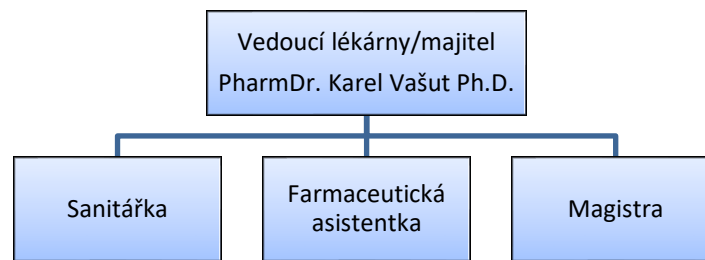 Vedoucí lékárny/majitel
PharmDr. Karel Vašut Ph.D.
Sanitářka
Farmaceutická
asistentka
Magistra